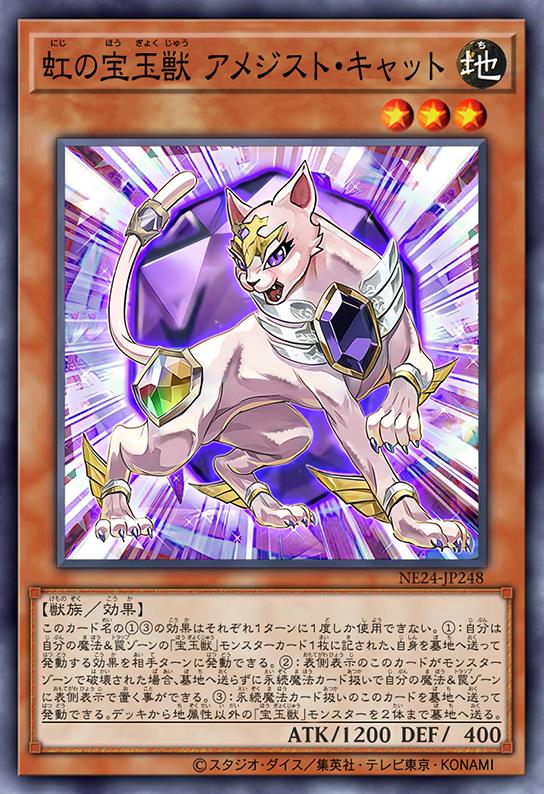 虹の宝玉獣 アメジスト・キャット
地
NE24-JP248
【獣族／効果】
このカード名の①③の効果はそれぞれ1ターンに1度しか使用できない。①：自分は
自分の魔法＆罠ゾーンの「宝玉獣」モンスターカード1枚に記された、自身を墓地へ送って
発動する効果を相手ターンに発動できる。②：表側表示のこのカードがモンスター
ゾーンで破壊された場合、墓地へ送らずに永続魔法カード扱いで自分の魔法＆罠ゾーン
に表側表示で置く事ができる。③：永続魔法カード扱いのこのカードを墓地へ送って
発動できる。デッキから地属性以外の「宝玉獣」モンスターを2体まで墓地へ送る。
ATK/1200 DEF/ 400
©スタジオ・ダイス／集英社・テレビ東京・KONAMI